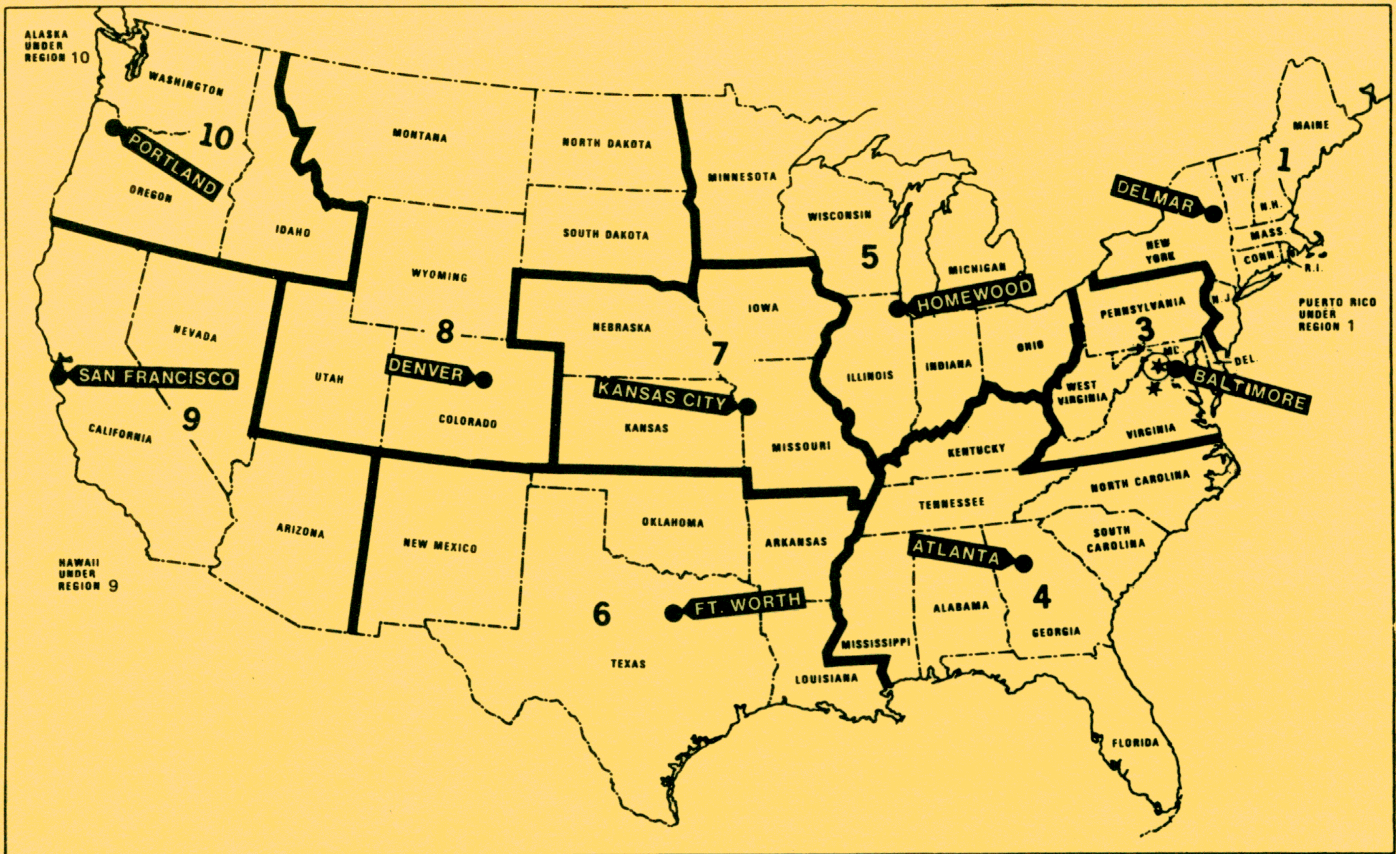 ALASKA
UNDER
REGION 10
WASHINGTON
10
PORTLAND
OREGON
IDAHO
MONTANA
NORTH DAKOTA
MINNESOTA
SOUTH DAKOTA
WYOMING
WISCONSIN
5
MICHIGAN
HOMEWOOD
MAINE
1
VT.
N.H.
DELMAR
MASS.
NEW
YORK
CONN.
R.I.
PUERTO RICO
UNDER
REGION 1
PENNSYLVANIA
N.J.
3
MD.
DEL.
BALTIMORE
WEST
VIRGINIA
VIRGINIA
NEVADA
SAN FRANCISCO
9
CALIFORNIA
UTAH
8
DENVER
COLORADO
NEBRASKA
IOWA
7
KANSAS CITY
KANSAS
MISSOURI
ILLINOIS
INDIANA
OHIO
KENTUCKY
TENNESSEE
NORTH CAROLINA
SOUTH
CAROLINA
ARIZONA
NEW MEXICO
OKLAHOMA
ARKANSAS
HAWAII
UNDER
REGION 9
6
FT. WORTH
TEXAS
LOUISIANA
MISSISSIPPI
ALABAMA
ATLANTA
4
GEORGIA
FLORIDA